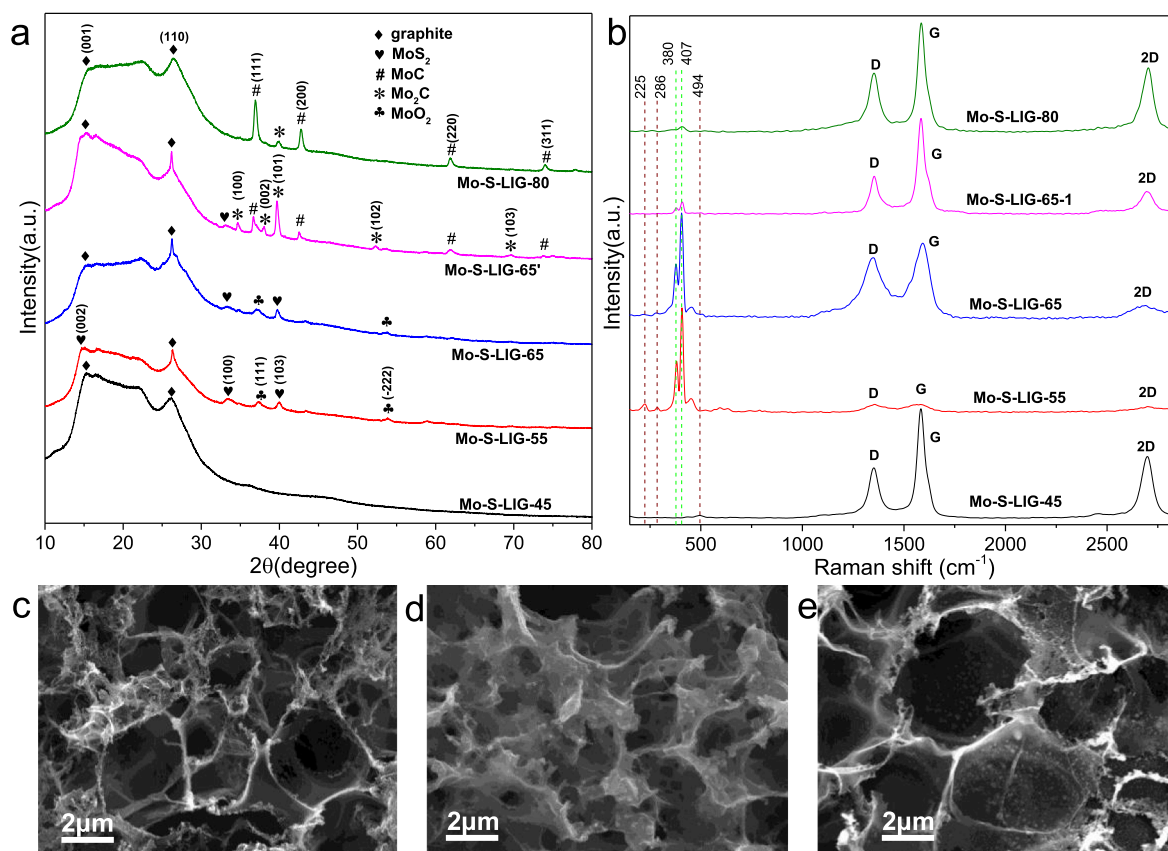 a
(001)
(110)
♦ graphite
♥ MoS2
# MoC
* Mo2C
♣ MoO2
#(111)
#(200)
*
#(220)
#(311)
Mo-S-LIG-80
♥ *(100) # *(002) *(101) #
*(102) # *(103) #
Mo-S-LIG-65'
♥ ♣ ♥ ♣
Mo-S-LIG-65
♥(002)
♥(100) ♣(111) ♥(103)
♣(-222)
Mo-S-LIG-55
Mo-S-LIG-45
Intensity(a.u.)
10 20 30 40 50 60 70 80
2θ(degree)
b
225
286
380
407
494
D G 2D
Mo-S-LIG-80
D G 2D
Mo-S-LIG-65-1
D G 2D
Mo-S-LIG-65
D G 2D
Mo-S-LIG-55
D G 2D
Mo-S-LIG-45
Intensity(a.u.)
500 1000 1500 2000 2500
Raman shift (cm-1)
c
2μm
d
2μm
e
2μm